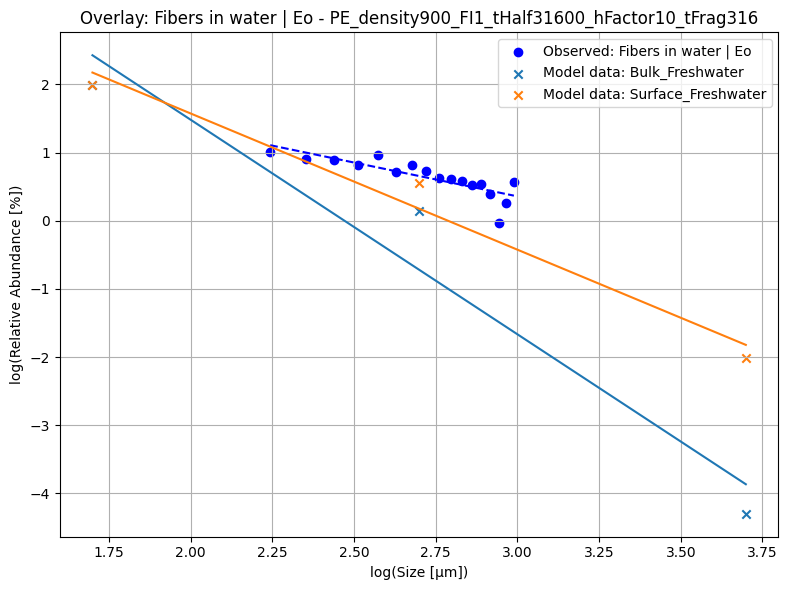 Overlay: Fibers in water | Eo - PE_density900_FI1_tHalf31600_hFactor10_tFrag316
Observed: Fibers in water | Eo
Model data: Bulk_Freshwater
Model data: Surface_Freshwater
log(Relative Abundance [%])
2
1
0
−1
−2
−3
−4
1.75 2.00 2.25 2.50 2.75 3.00 3.25 3.50 3.75
log(Size [μm])